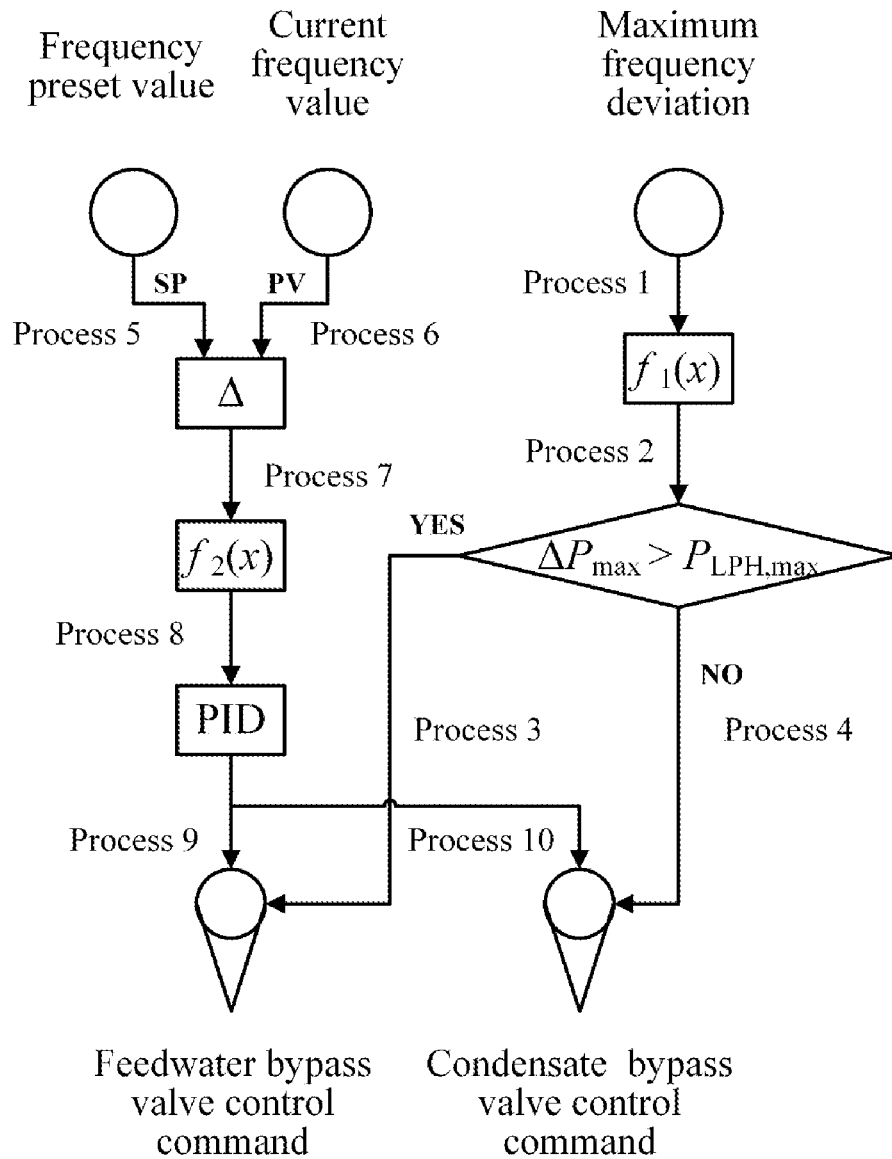 Frequency
preset value
Current
frequency
value
Maximum
frequency
deviation
SP
PV
Process 1
Process 5
Process 6
Δ
f 1(x)
Process 2
Process 7
YES
f 2(x)
ΔPmax > PLPH,max
Process 8
NO
PID
Process 3
Process 4
Process 9
Process 10
Feedwater bypass
valve control
command
Condensate bypass
valve control
command